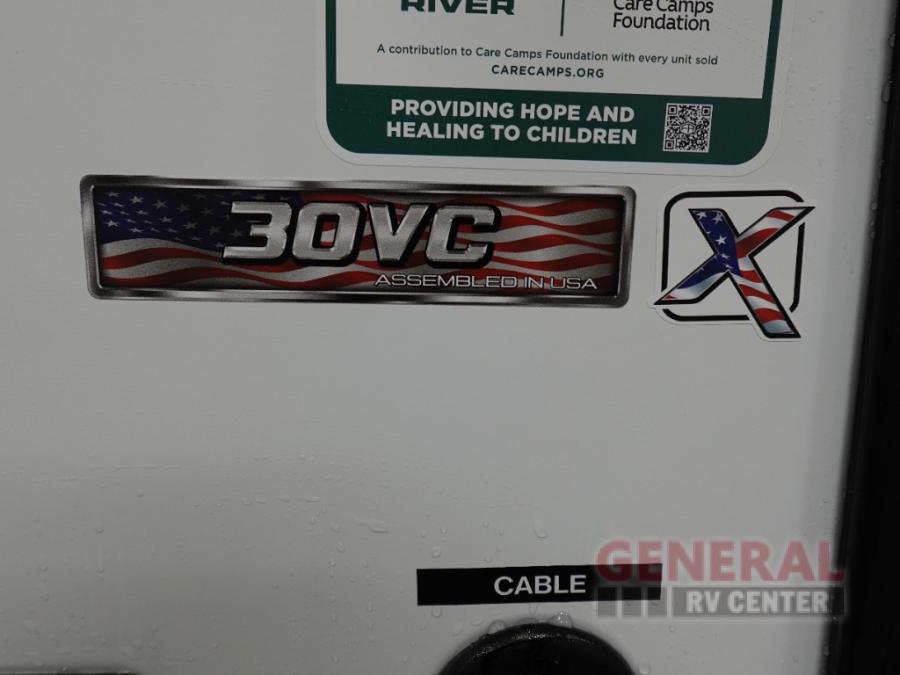 RIVER
Care Camps
Foundation
A contribution to Care Camps Foundation with every unit sold
CARECAMPS.ORG
PROVIDING HOPE AND
HEALING TO CHILDREN
30VC
ASSEMBLED IN USA
X
CABLE
GENERAL
RV CENTER